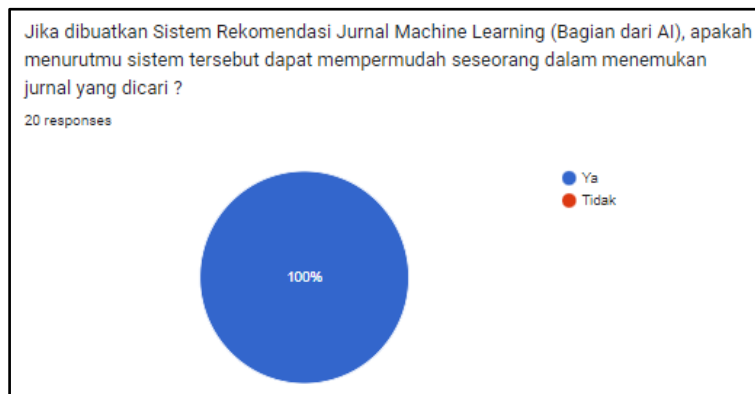 Jika dibuatkan Sistem Rekomendasi Jurnal Machine Learning (Bagian dari AI), apakah
menurutmu sistem tersebut dapat mempermudah seseorang dalam menemukan
jurnal yang dicari ?
20 responses
Ya
Tidak
100%